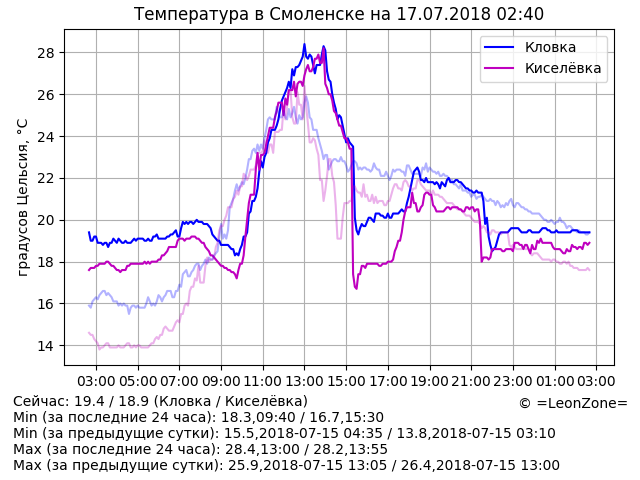 Температура в Смоленске на 17.07.2018 02:40
градусов Цельсия, °C
28
26
24
22
20
18
16
14
Кловка
Киселёвка
03:00 05:00 07:00 09:00 11:00 13:00 15:00 17:00 19:00 21:00 23:00 01:00 03:00
Сейчас: 19.4 / 18.9 (Кловка / Киселёвка)
© =LeonZone=
Min (за последние 24 часа): 18.3,09:40 / 16.7,15:30
Min (за предыдущие сутки): 15.5,2018-07-15 04:35 / 13.8,2018-07-15 03:10
Max (за последние 24 часа): 28.4,13:00 / 28.2,13:55
Max (за предыдущие сутки): 25.9,2018-07-15 13:05 / 26.4,2018-07-15 13:00